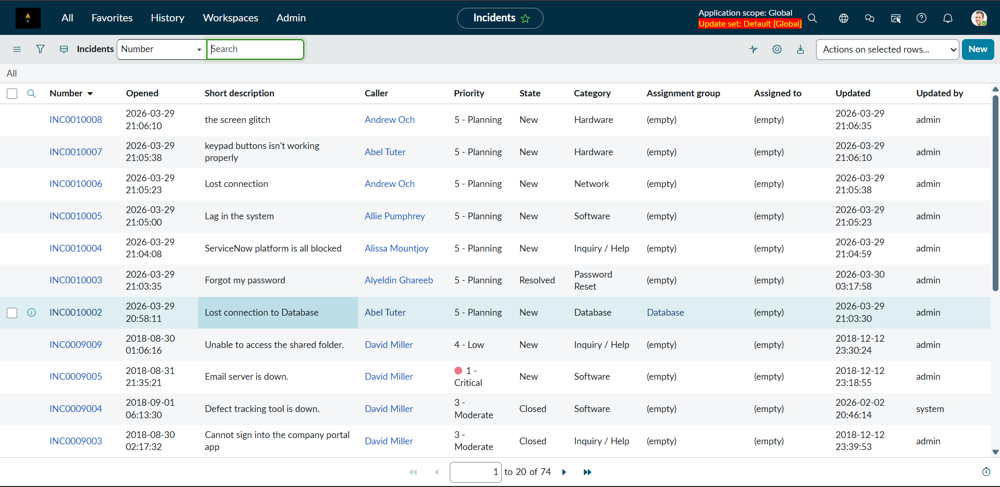 All Favorites History Workspaces Admin
Incidents
Application scope: Global
Update set: Default [Global]
Incidents Number Search Actions on selected rows... New
All
Number Opened Short description Caller Priority State Category Assignment group Assigned to Updated Updated by
INC0010008 2026-03-29 21:06:10 the screen glitch Andrew Och 5 - Planning New Hardware (empty) (empty) 2026-03-29 21:06:35 admin
INC0010007 2026-03-29 21:05:38 keypad buttons isn't working properly Abel Tuter 5 - Planning New Hardware (empty) (empty) 2026-03-29 21:06:10 admin
INC0010006 2026-03-29 21:05:23 Lost connection Andrew Och 5 - Planning New Network (empty) (empty) 2026-03-29 21:05:38 admin
INC0010005 2026-03-29 21:05:00 Lag in the system Allie Pumphrey 5 - Planning New Software (empty) (empty) 2026-03-29 21:05:23 admin
INC0010004 2026-03-29 21:04:08 ServiceNow platform is all blocked Alissa Mountjoy 5 - Planning New Inquiry / Help (empty) (empty) 2026-03-29 21:04:59 admin
INC0010003 2026-03-29 21:03:35 Forgot my password Alyeldin Ghareeb 5 - Planning Resolved Password Reset (empty) (empty) 2026-03-30 03:17:58 admin
INC0010002 2026-03-29 20:58:11 Lost connection to Database Abel Tuter 5 - Planning New Database Database (empty) 2026-03-29 21:03:30 admin
INC0009009 2018-08-30 01:06:16 Unable to access the shared folder. David Miller 4 - Low New Inquiry / Help (empty) (empty) 2018-12-12 23:30:24 admin
INC0009005 2018-08-31 21:35:21 Email server is down. David Miller 1 - Critical New Software (empty) (empty) 2018-12-12 23:18:55 admin
INC0009004 2018-09-01 06:13:30 Defect tracking tool is down. David Miller 3 - Moderate Closed Software (empty) (empty) 2026-02-02 20:46:14 system
INC0009003 2018-08-30 02:17:32 Cannot sign into the company portal app David Miller 3 - Moderate Closed Inquiry / Help (empty) (empty) 2018-12-12 23:39:53 admin
1 to 20 of 74